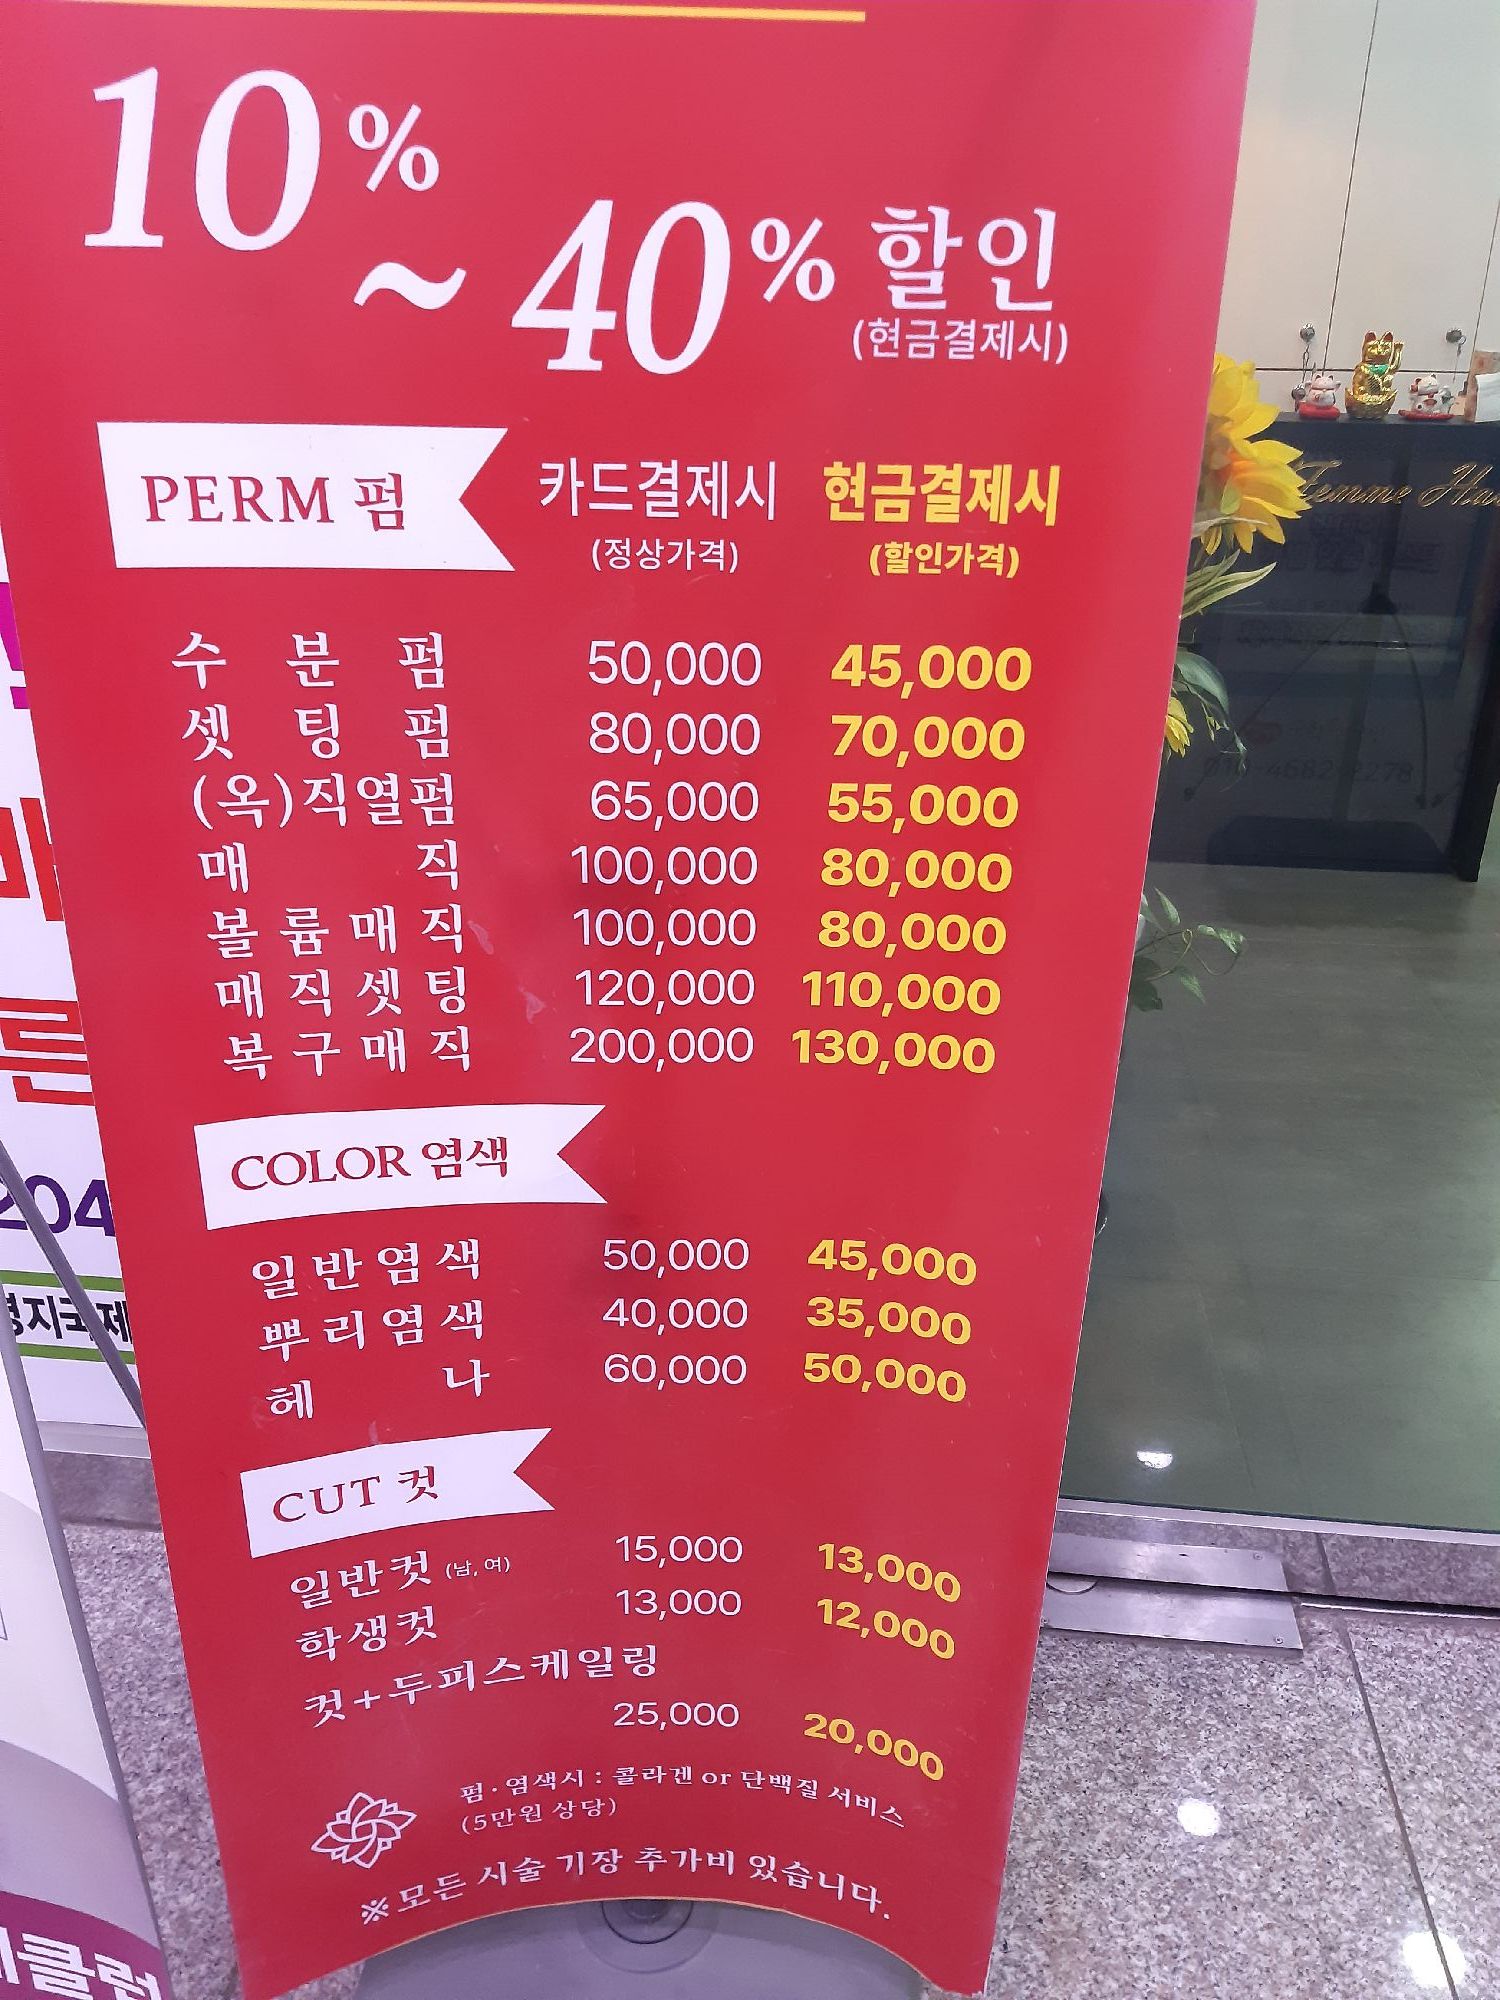 10%
~40% 할인
(현금결제시)
PERM 펌 카드결제시 현금결제시
(정상가격) (할인가격)
수분펌 50,000 45,000
셋팅펌 80,000 70,000
(옥)직열펌 65,000 55,000
매직 100,000 80,000
볼륨매직 100,000 80,000
매직셋팅 120,000 110,000
복구매직 200,000 130,000
COLOR 염색
일반염색 50,000 45,000
뿌리염색 40,000 35,000
헤나 60,000 50,000
CUT 컷
일반컷 (남, 여) 15,000 13,000
학생컷 13,000 12,000
컷+두피스케일링
25,000 20,000
펌·염색시 : 콜라겐 or 단백질 서비스
(5만원 상당)
※모든 시술 기장 추가비 있습니다.
Femme
204
명지국제
클럽